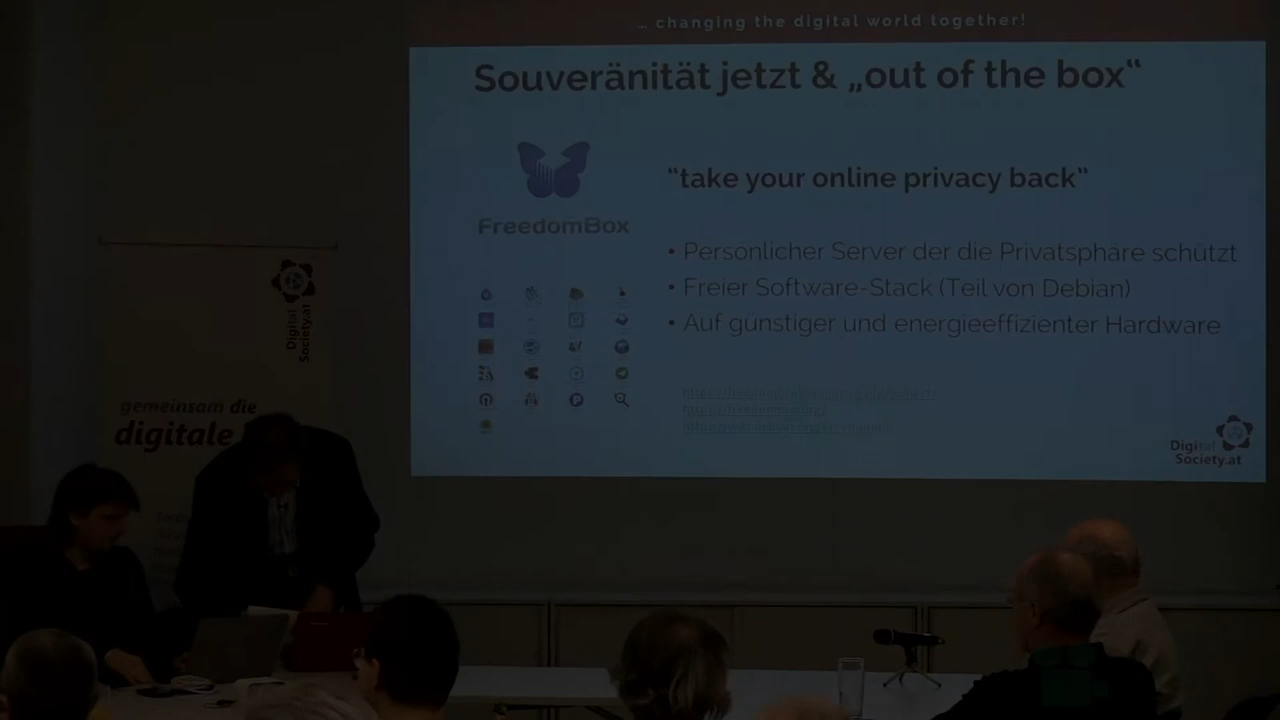 ... changing the digital world together!
Souveränität jetzt & „out of the box“
“take your online privacy back“
FreedomBox
• Persönlicher Server der die Privatsphäre schützt
• Freier Software-Stack (Teil von Debian)
• Auf günstiger und energieeffizienter Hardware
Digital
Society.at
Digital
Society.at
gemeinsam die
digitale